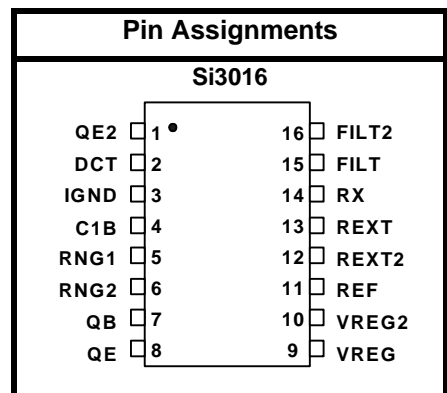 Pin Assignments
Si3016
QE2 1 16 FILT2
DCT 2 15 FILT
IGND 3 14 RX
C1B 4 13 REXT
RNG1 5 12 REXT2
RNG2 6 11 REF
QB 7 10 VREG2
QE 8 9 VREG